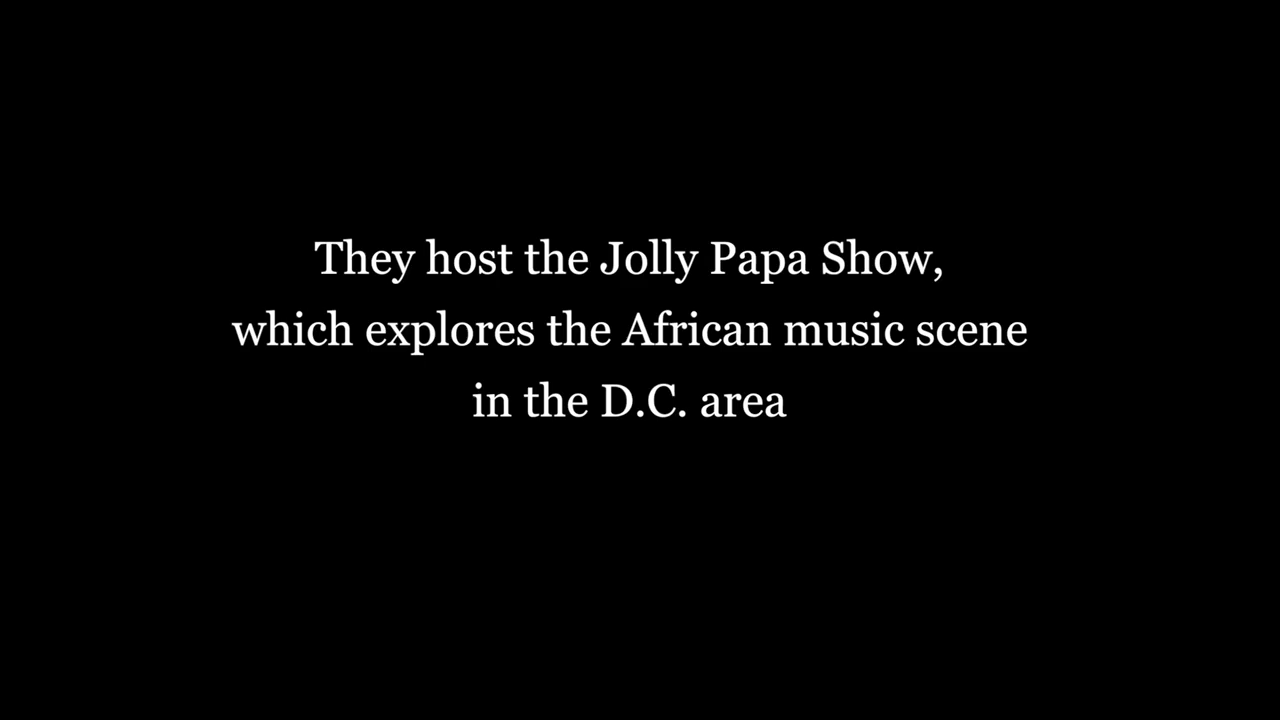 They host the Jolly Papa Show,
which explores the African music scene
in the D.C. area